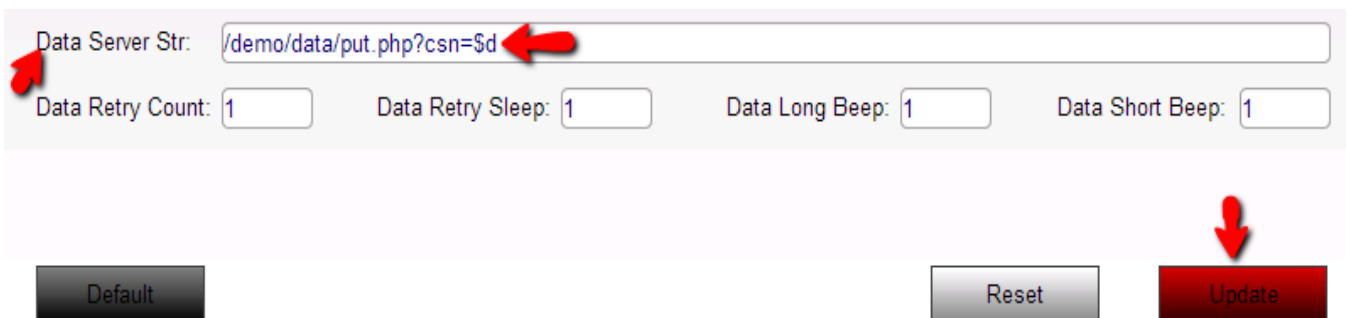 Data Server Str: /demo/data/put.php?csn=$d
Data Retry Count: 1 Data Retry Sleep: 1 Data Long Beep: 1 Data Short Beep: 1
Default Reset Update